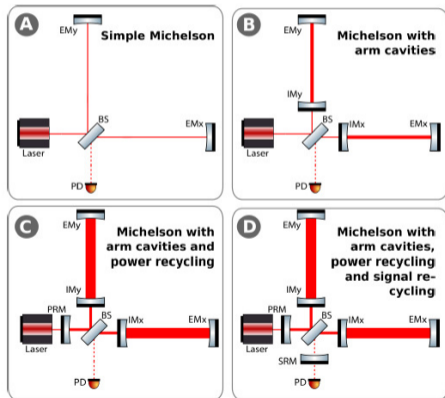 A
EMy
Simple Michelson
BS
EMx
Laser
PD
B
EMy
Michelson with
arm cavities
IMy
BS
IMx
EMx
Laser
PD
C
EMy
Michelson with
arm cavities and
power recycling
IMy
PRM
BS
IMx
EMx
Laser
PD
D
EMy
Michelson with
arm cavities,
power recycling
and signal re-
cycling
IMy
PRM
BS
IMx
EMx
Laser
SRM
PD